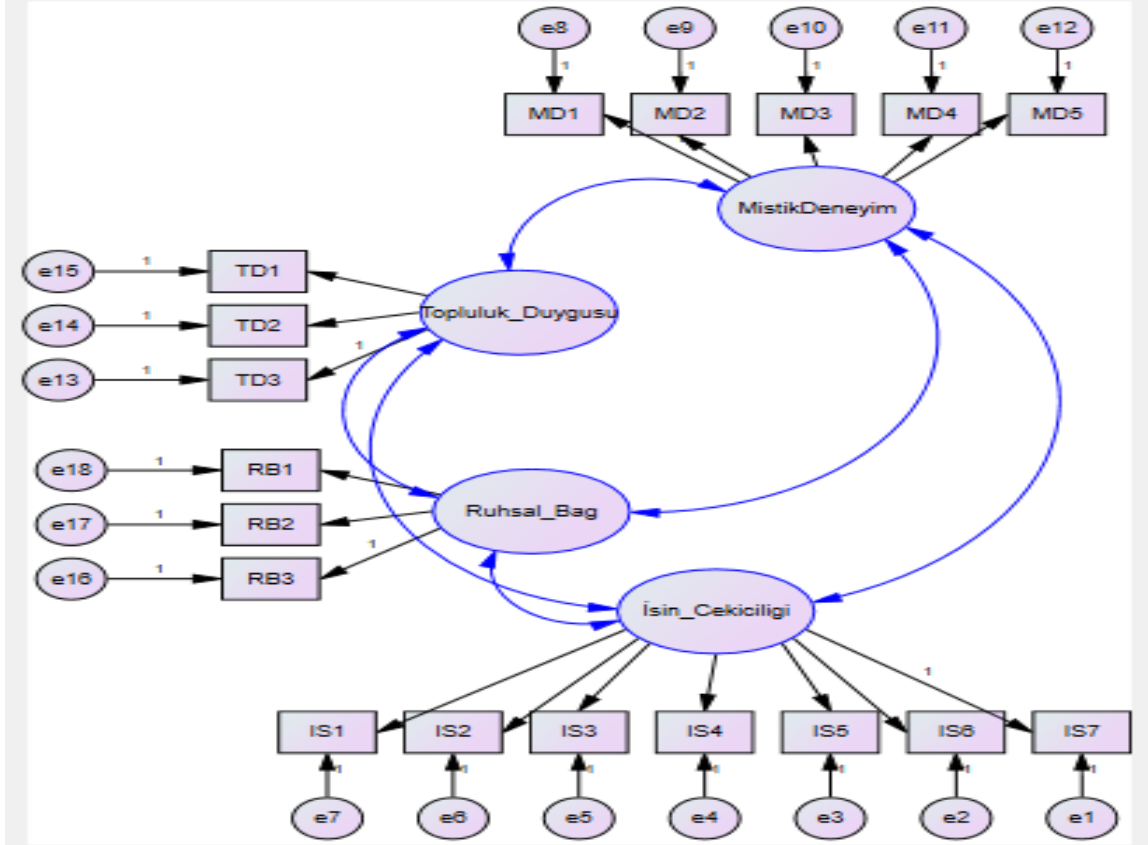 e8 e9 e10 e11 e12
1 1 1 1 1
MD1 MD2 MD3 MD4 MD5
MistikDeneyim
e15 1 TD1
Topluluk_Duygusu
e14 1 TD2
1
e13 1 TD3
e18 1 RB1
Ruhsal_Bag
e17 1 RB2
1
e16 1 RB3
İsin_Cekiciligi
1
IS1 IS2 IS3 IS4 IS5 IS6 IS7
1 1 1 1 1 1 1
e7 e6 e5 e4 e3 e2 e1